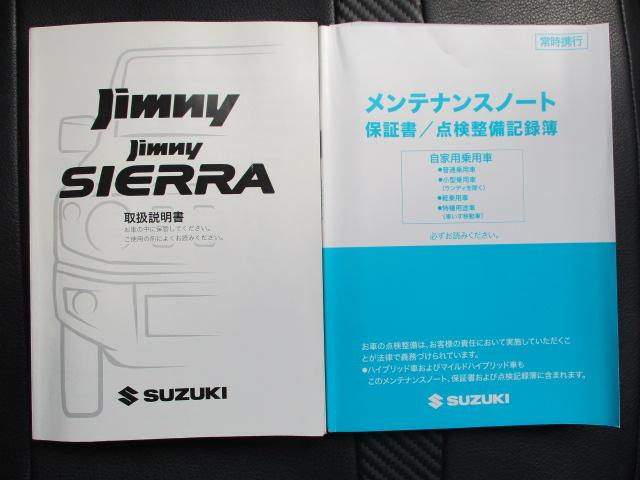 Jimny
Jimny
SIERRA
取扱説明書
お車の中に保管してください。
ご使用の前によくお読みください。
SUZUKI
常時携行
メンテナンスノート
保証書/点検整備記録簿
自家用乗用車
●普通乗用車
●小型乗用車
(ランディを除く)
●軽乗用車
●特種用途車
(車いす移動車)
必ずお読みください。
お車の点検整備は、お客様の責任において実施していただくこ
とが法律で義務づけられています。
●ハイブリッド車およびマイルドハイブリッド車も
このメンテナンスノート、保証書および点検記録簿に含まれます。
SUZUKI